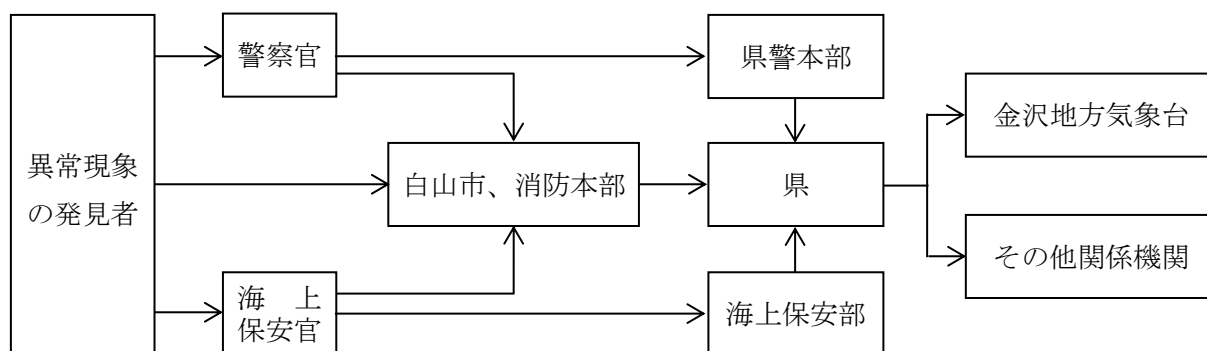 異常現象
の発見者
警察官
県警本部
白山市、消防本部
県
金沢地方気象台
その他関係機関
海　上
保安官
海上保安部